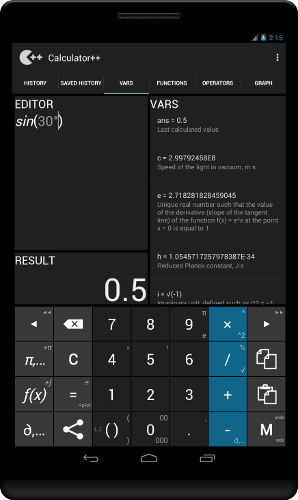 2:15
Calculator++
HISTORY SAVED HISTORY VARS FUNCTIONS OPERATORS GRAPH
EDITOR
sin(30°)
RESULT
0.5
VARS
ans = 0.5
Last calculated value
c = 2.99792458E8
Speed of the light in vacuum, m·s
e = 2.718281828459045
Unique real number such that the value
of the derivative (slope of the tangent
line) of the function f(x) = e^x at the point
x = 0 is equal to 1
h = 1.0545717257978387E-34
Reduced Planck constant, J·s
i = √(-1)
Imaginary unit, defined such as i^2 = -1
7 8 9 π e × ^ ^2
π,... +π C 4 5 6 / % √
f(x) +f = 1 2 3 +
∂,... ( ) 0 00 000 . - ∂,... M